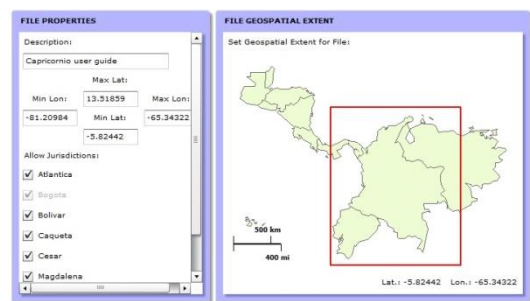 FILE PROPERTIES
Description:
Capricornio user guide
Max Lat:
Min Lon: 13.51859 Max Lon:
-81.20984 Min Lat: -65.34322
-5.82442
Allow Jurisdictions:
Atlantica
Bogota
Bolivar
Caqueta
Cesar
Magdalena
FILE GEOSPATIAL EXTENT
Set Geospatial Extent for File:
500 km
400 mi
Lat.: -5.82442 Lon.: -65.34322